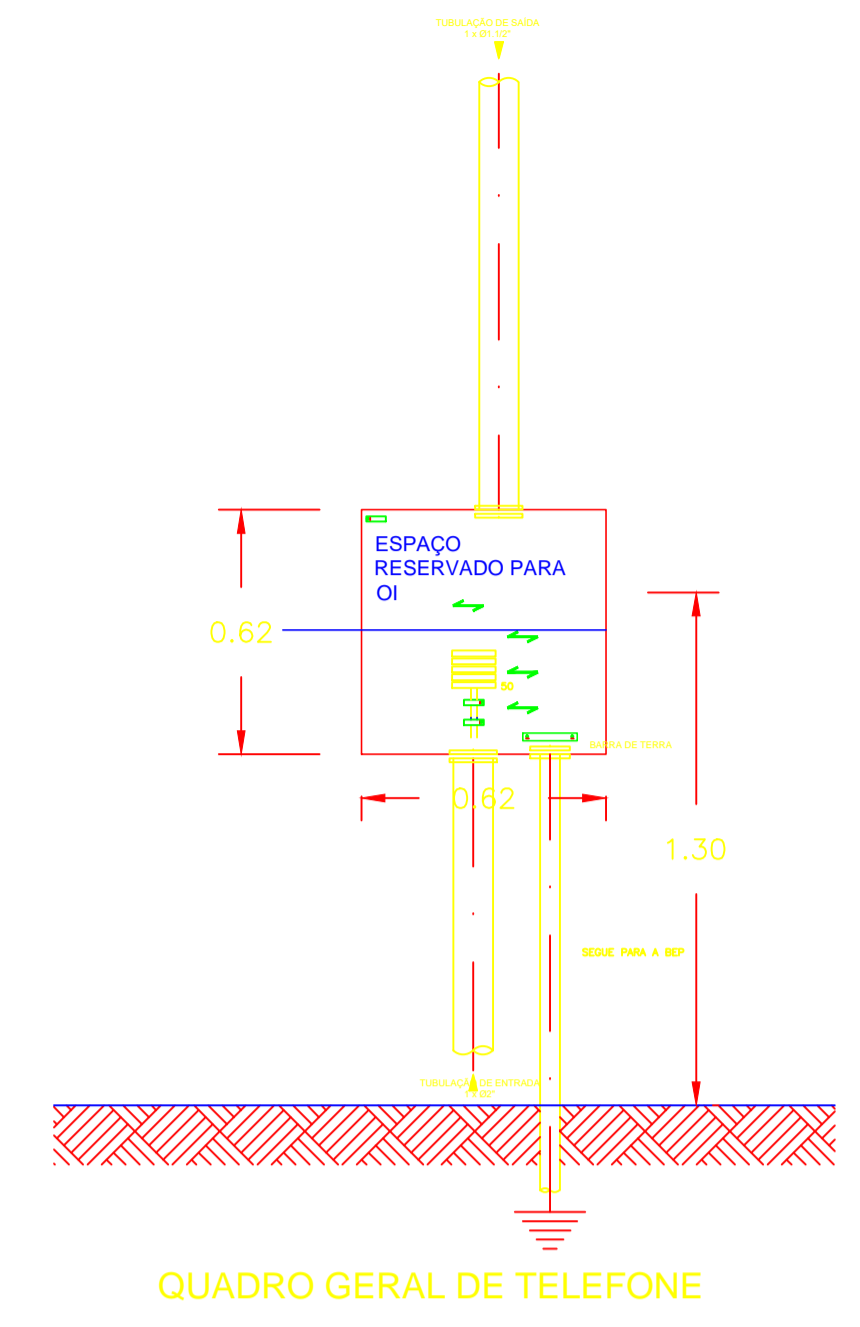 TUBULAÇÃO DE SAÍDA
1 x Ø1.1/2"
ESPAÇO
RESERVADO PARA
OI
0.62
50
BARRA DE TERRA
0.62
1.30
SEGUE PARA A BEP
TUBULAÇÃO DE ENTRADA
1 x Ø2"
QUADRO GERAL DE TELEFONE